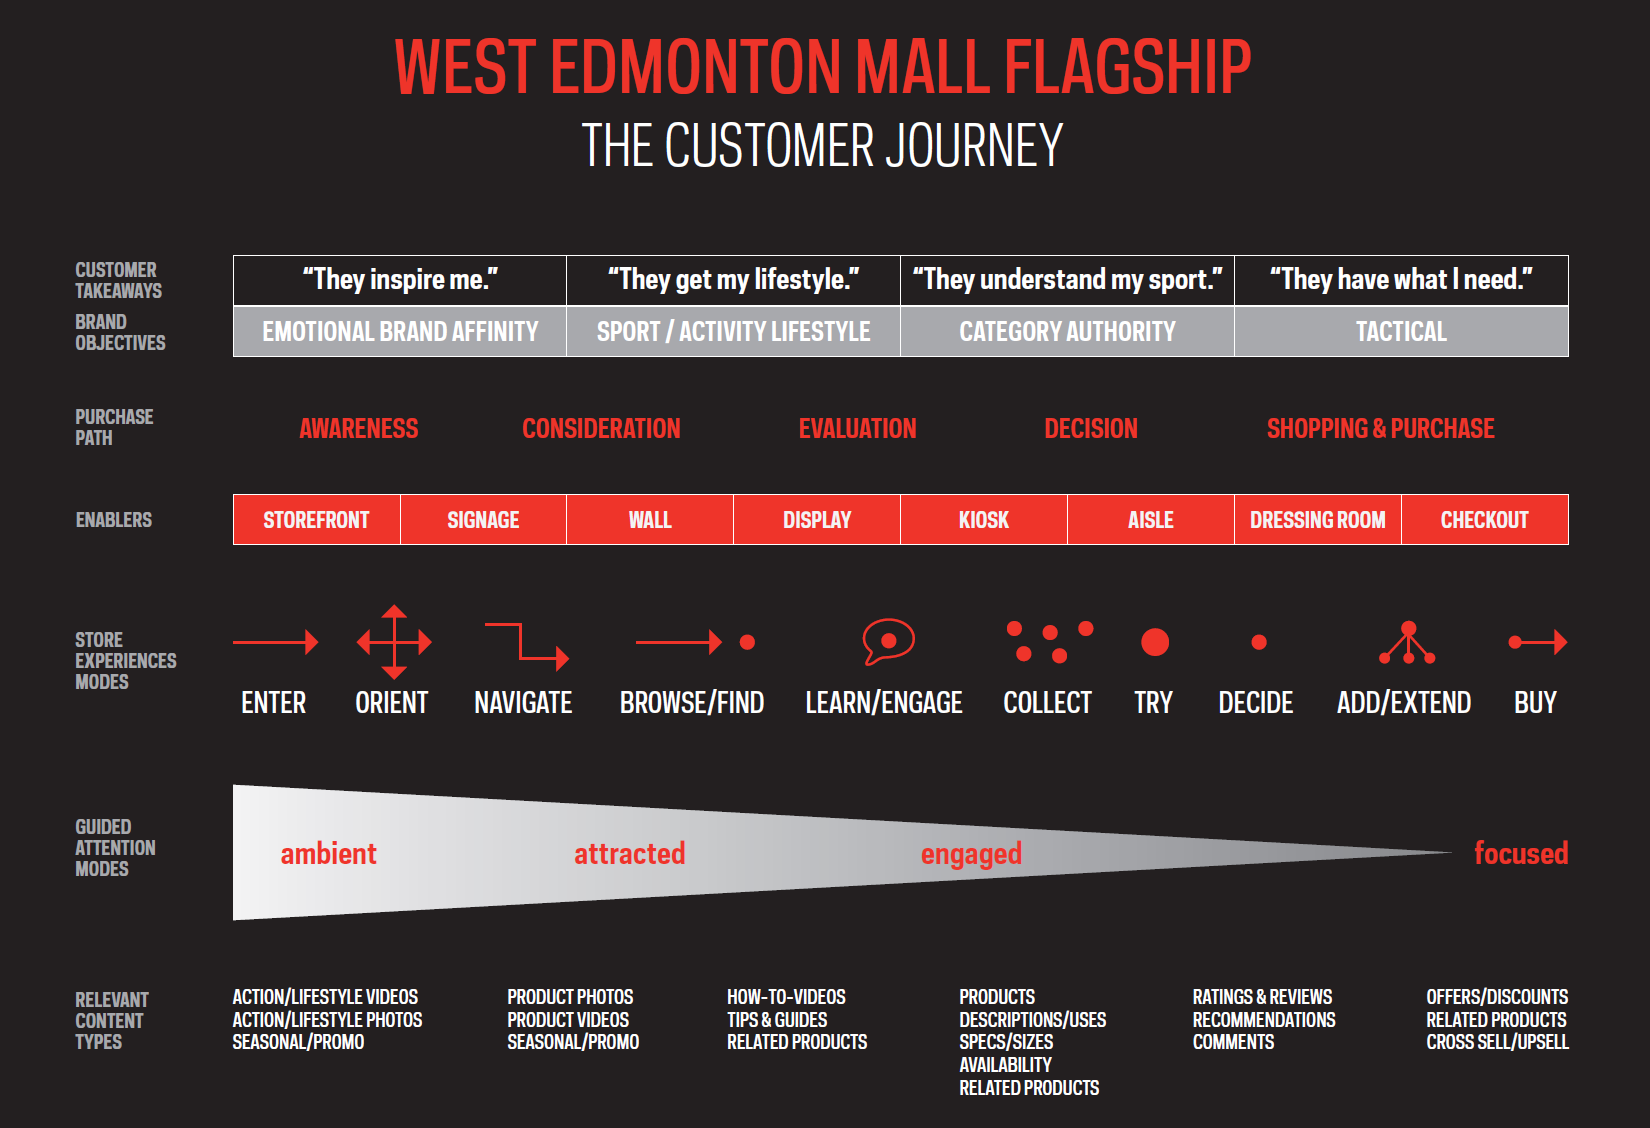 WEST EDMONTON MALL FLAGSHIP
THE CUSTOMER JOURNEY
CUSTOMER
TAKEAWAYS
“They inspire me.” “They get my lifestyle.” “They understand my sport.” “They have what I need.”
BRAND
OBJECTIVES
EMOTIONAL BRAND AFFINITY SPORT / ACTIVITY LIFESTYLE CATEGORY AUTHORITY TACTICAL
PURCHASE
PATH
AWARENESS CONSIDERATION EVALUATION DECISION SHOPPING & PURCHASE
ENABLERS
STOREFRONT SIGNAGE WALL DISPLAY KIOSK AISLE DRESSING ROOM CHECKOUT
STORE
EXPERIENCES
MODES
ENTER ORIENT NAVIGATE BROWSE/FIND LEARN/ENGAGE COLLECT TRY DECIDE ADD/EXTEND BUY
GUIDED
ATTENTION
MODES
ambient attracted engaged focused
RELEVANT
CONTENT
TYPES
ACTION/LIFESTYLE VIDEOS
ACTION/LIFESTYLE PHOTOS
SEASONAL/PROMO
PRODUCT PHOTOS
PRODUCT VIDEOS
SEASONAL/PROMO
HOW-TO-VIDEOS
TIPS & GUIDES
RELATED PRODUCTS
PRODUCTS
DESCRIPTIONS/USES
SPECS/SIZES
AVAILABILITY
RELATED PRODUCTS
RATINGS & REVIEWS
RECOMMENDATIONS
COMMENTS
OFFERS/DISCOUNTS
RELATED PRODUCTS
CROSS SELL/UPSELL